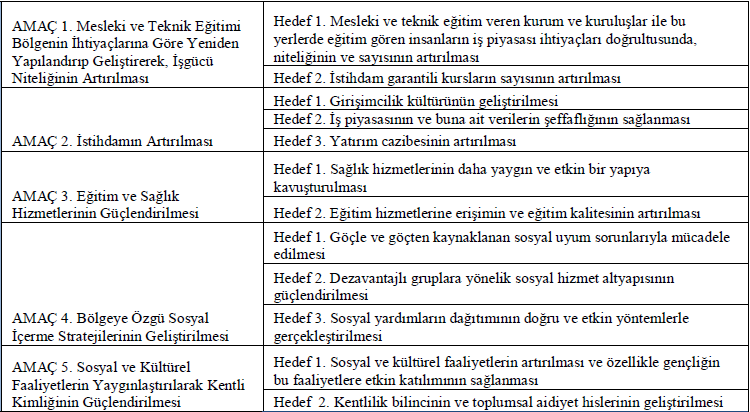 AMAÇ 1. Mesleki ve Teknik Eğitimi
Bölgenin İhtiyaçlarına Göre Yeniden
Yapılandırıp Geliştirerek, İşgücü
Niteliğinin Artırılması
Hedef 1. Mesleki ve teknik eğitim veren kurum ve kuruluşlar ile bu
yerlerde eğitim gören insanların iş piyasası ihtiyaçları doğrultusunda,
niteliğinin ve sayısının artırılması
Hedef 2. İstihdam garantili kursların sayısının artırılması
AMAÇ 2. İstihdamın Artırılması
Hedef 1. Girişimcilik kültürünün geliştirilmesi
Hedef 2. İş piyasasının ve buna ait verilerin şeffaflığının sağlanması
Hedef 3. Yatırım cazibesinin artırılması
AMAÇ 3. Eğitim ve Sağlık
Hizmetlerinin Güçlendirilmesi
Hedef 1. Sağlık hizmetlerinin daha yaygın ve etkin bir yapıya
kavuşturulması
Hedef 2. Eğitim hizmetlerine erişimin ve eğitim kalitesinin artırılması
AMAÇ 4. Bölgeye Özgü Sosyal
İçerme Stratejilerinin Geliştirilmesi
Hedef 1. Göçle ve göçten kaynaklanan sosyal uyum sorunlarıyla mücadele
edilmesi
Hedef 2. Dezavantajlı gruplara yönelik sosyal hizmet altyapısının
güçlendirilmesi
Hedef 3. Sosyal yardımların dağıtımının doğru ve etkin yöntemlerle
gerçekleştirilmesi
AMAÇ 5. Sosyal ve Kültürel
Faaliyetlerin Yaygınlaştırılarak Kentli
Kimliğinin Güçlendirilmesi
Hedef 1. Sosyal ve kültürel faaliyetlerin artırılması ve özellikle gençliğin
bu faaliyetlere etkin katılımının sağlanması
Hedef  2. Kentlilik bilincinin ve toplumsal aidiyet hislerinin geliştirilmesi